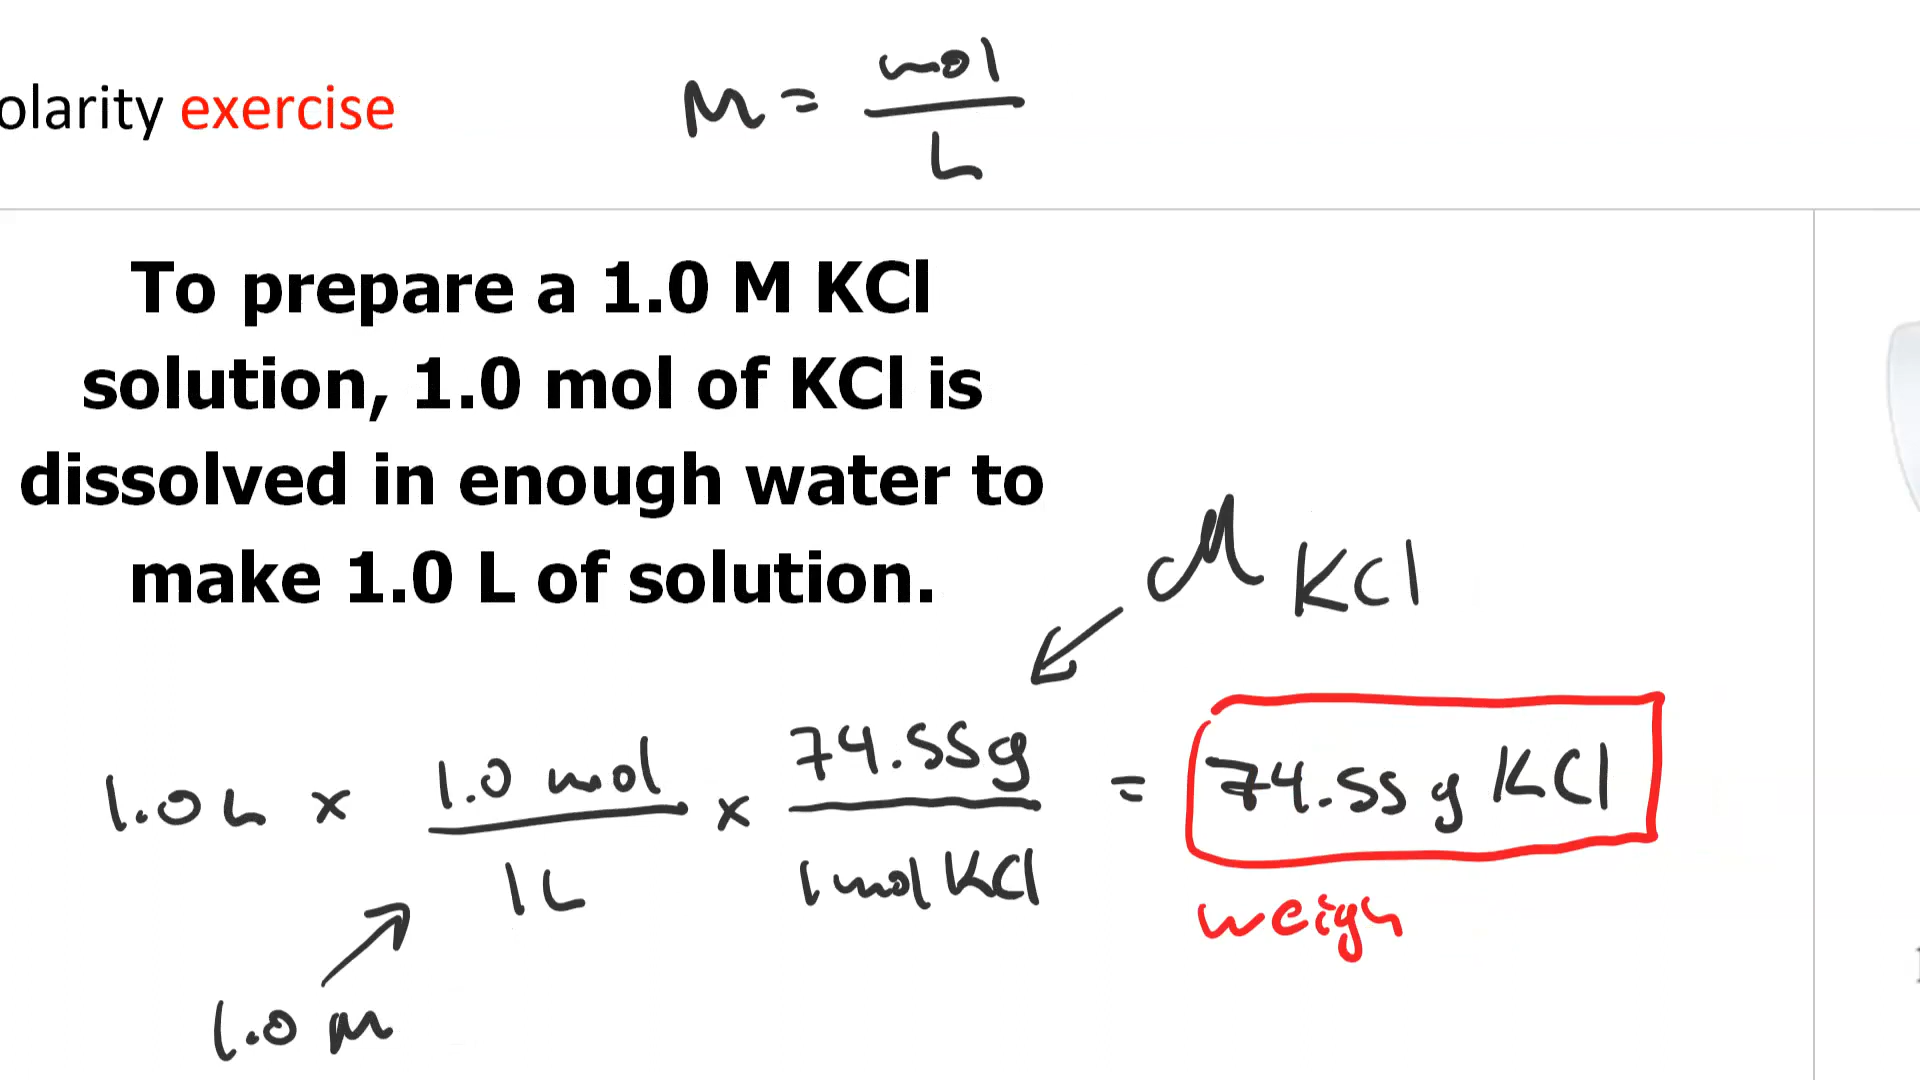 olarity exercise
M = mol / L
To prepare a 1.0 M KCl
solution, 1.0 mol of KCl is
dissolved in enough water to
make 1.0 L of solution.
M KCl
1.0 L x 1.0 mol / 1 L x 74.55 g / 1 mol KCl = 74.55 g KCl
weigh
1.0 M